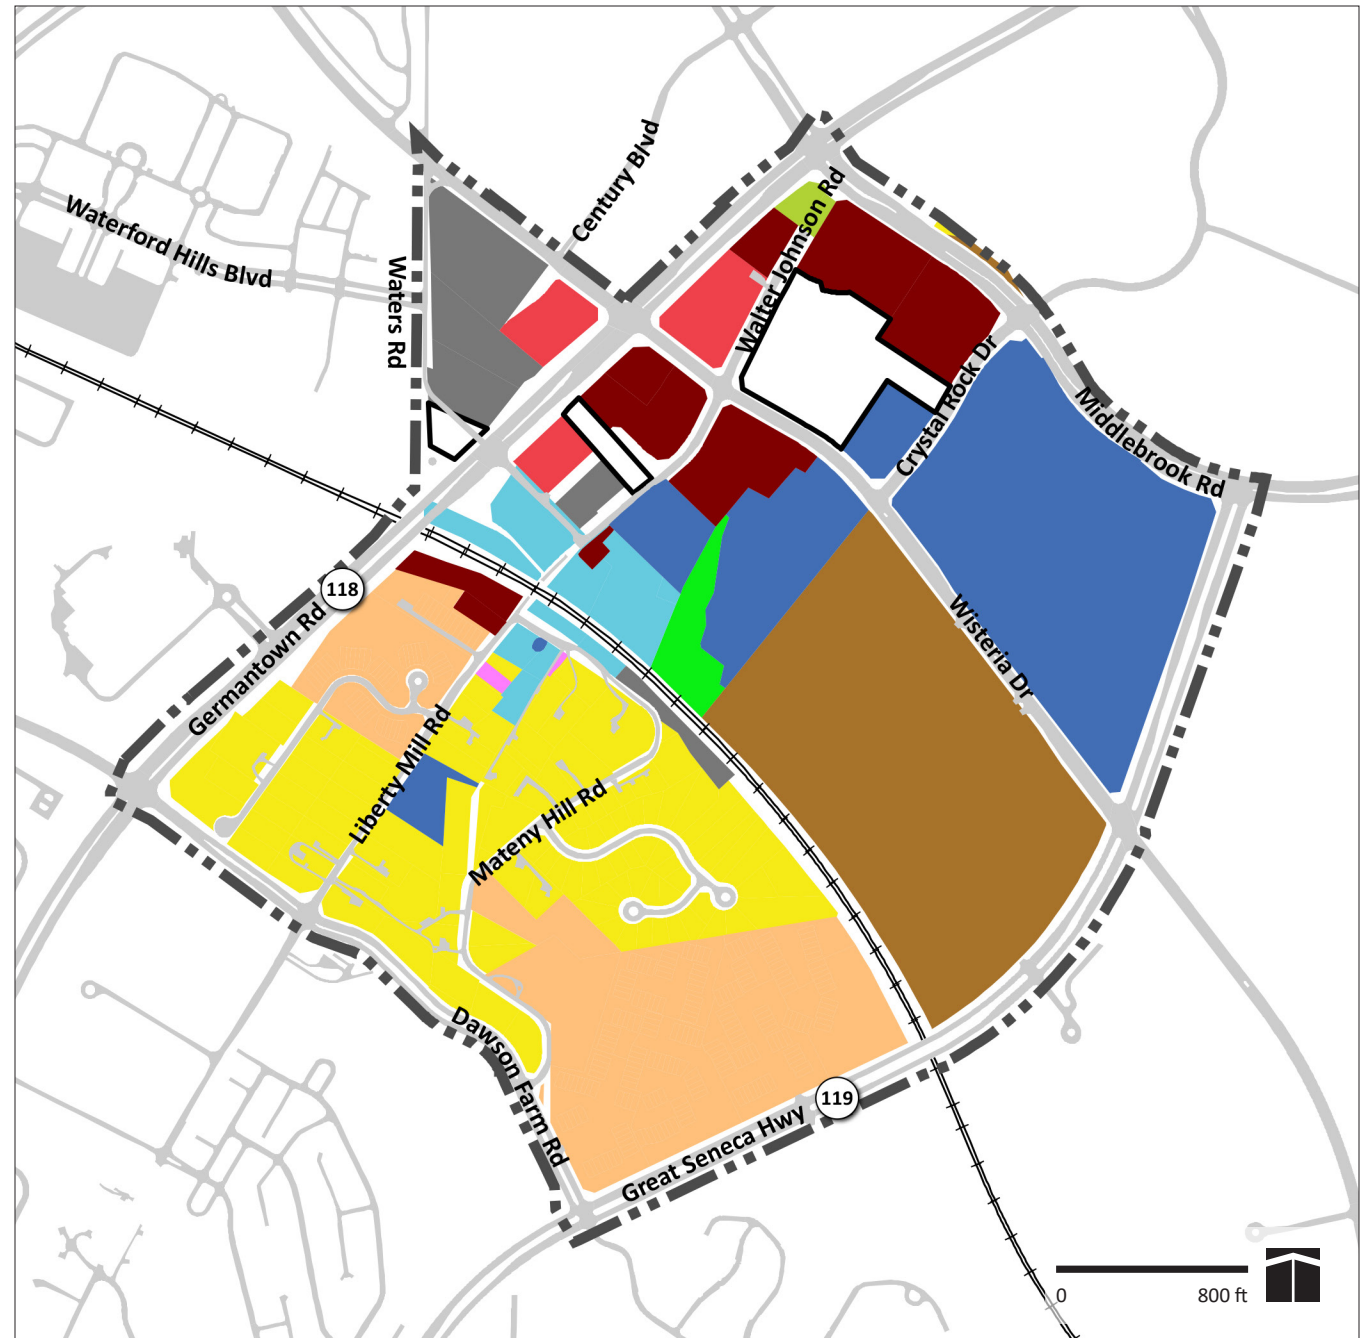 Century Blvd
Walter Johnson Rd
Waterford Hills Blvd
Waters Rd
Crystal Rock Dr
Middlebrook Rd
118
Germantown Rd
Wisteria Dr
Liberty Mill Rd
Mateny Hill Rd
Dawson Farm Rd
119
Great Seneca Hwy
0
800 ft